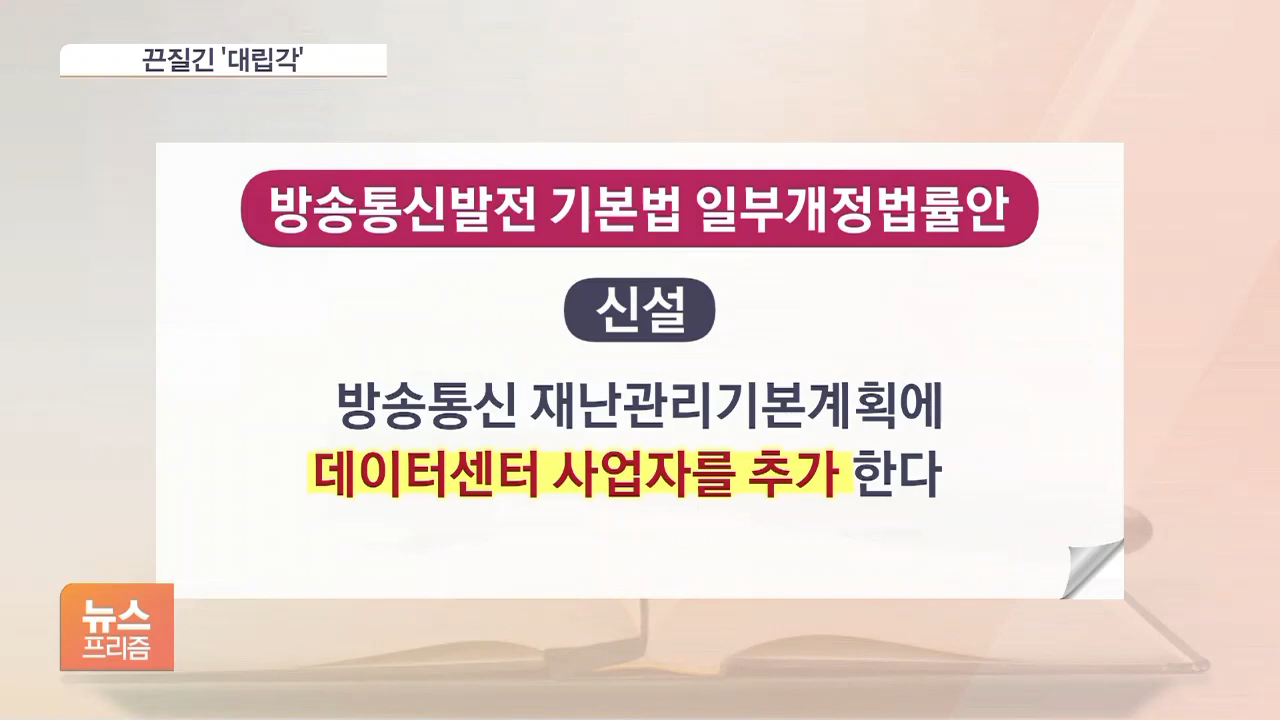 끈질긴 '대립각'
방송통신발전 기본법 일부개정법률안
신설
방송통신 재난관리기본계획에
데이터센터 사업자를 추가 한다
뉴스
프리즘